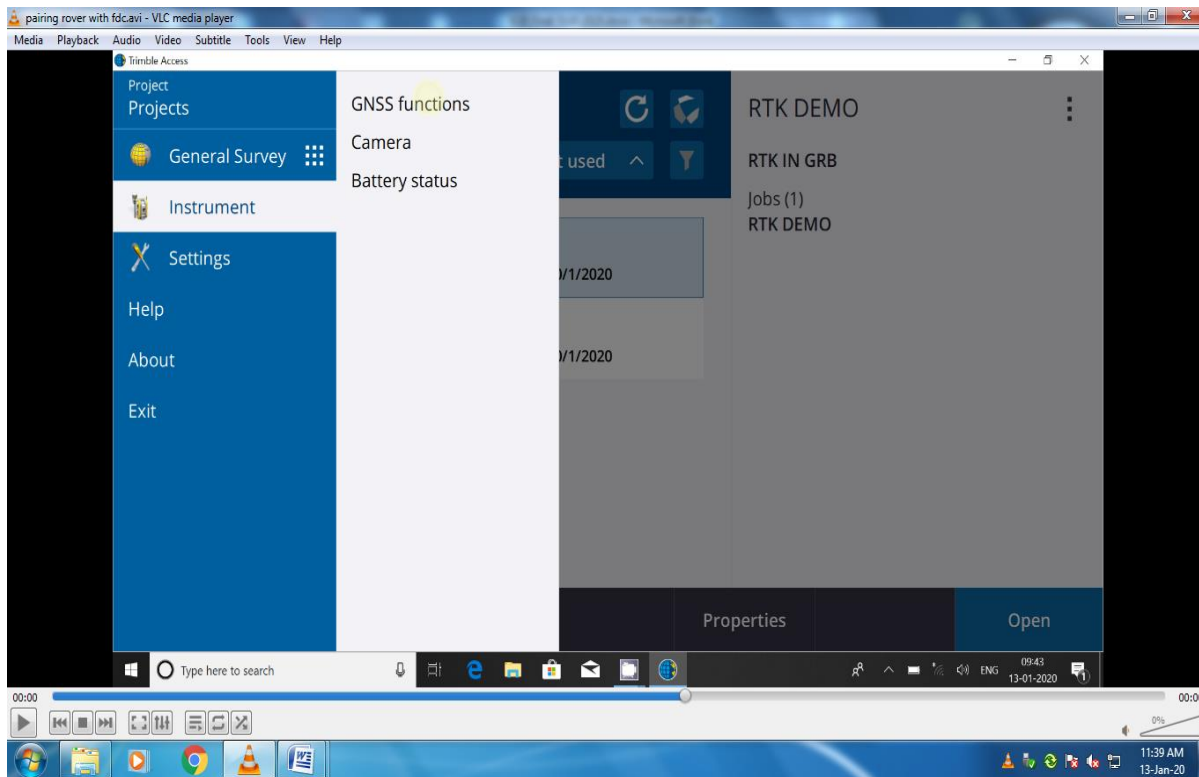 pairing rover with fdc.avi - VLC media player
Media Playback Audio Video Subtitle Tools View Help
Trimble Access
Project
Projects
General Survey
Instrument
Settings
Help
About
Exit
GNSS functions
Camera
Battery status
t used
0/1/2020
0/1/2020
RTK DEMO
RTK IN GRB
Jobs (1)
RTK DEMO
Properties
Open
Type here to search
ENG
09:43
13-01-2020
1
00:00
00:0
0%
11:39 AM
13-Jan-20